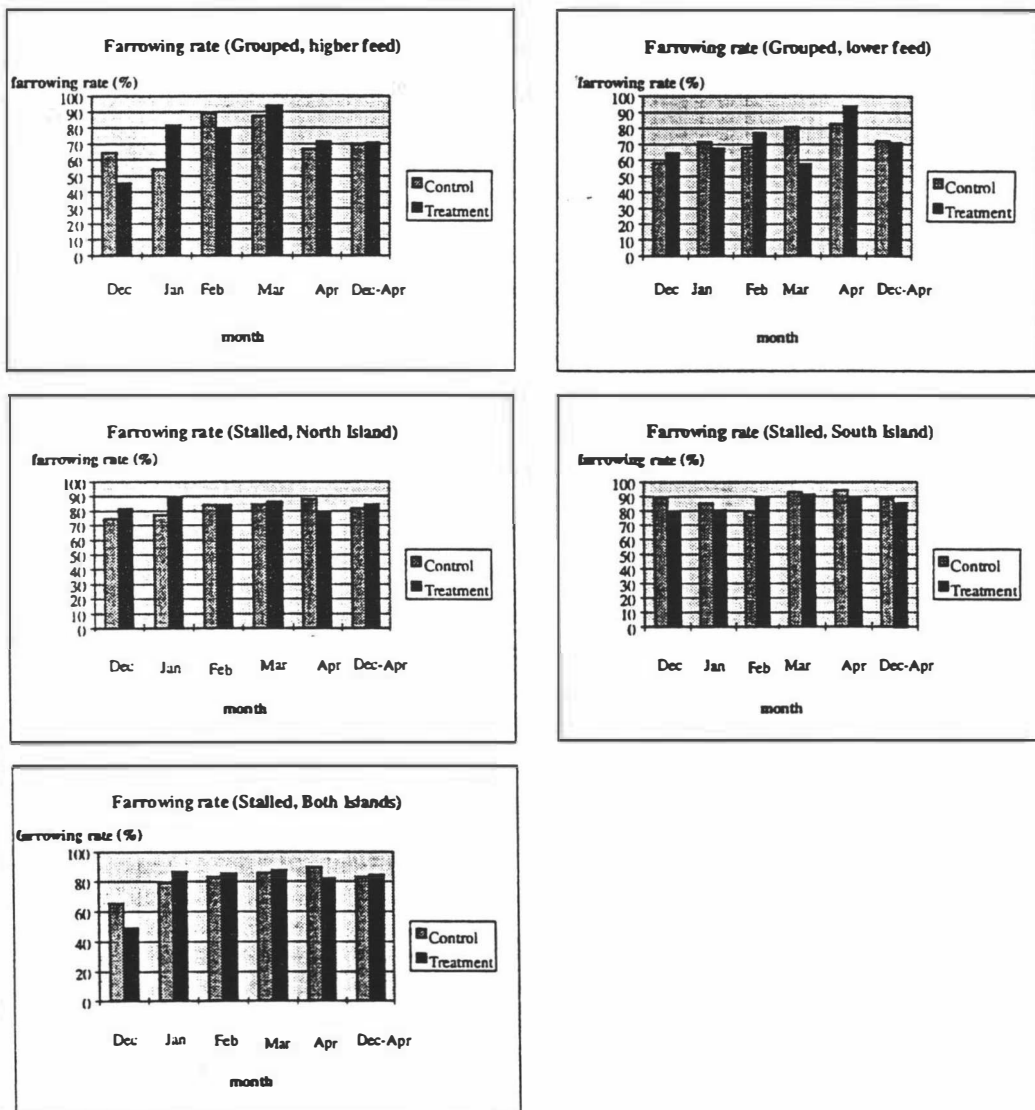 Farrowing rate (Grouped, higher feed)
farrowing rate (%)
100
90
80
70
60
50
40
30
20
10
0
Dec Jan Feb Mar Apr Dec-Apr
month
Control
Treatment
Farrowing rate (Grouped, lower feed)
farrowing rate (%)
100
90
80
70
60
50
40
30
20
10
0
Dec Jan Feb Mar Apr Dec-Apr
month
Control
Treatment
Farrowing rate (Stalled, North Island)
farrowing rate (%)
100
90
80
70
60
50
40
30
20
10
0
Dec Jan Feb Mar Apr Dec-Apr
month
Control
Treatment
Farrowing rate (Stalled, South Island)
farrowing rate (%)
100
90
80
70
60
50
40
30
20
10
0
Dec Jan Feb Mar Apr Dec-Apr
month
Control
Treatment
Farrowing rate (Stalled, Both Islands)
farrowing rate (%)
100
80
60
40
20
0
Dec Jan Feb Mar Apr Dec-Apr
month
Control
Treatment